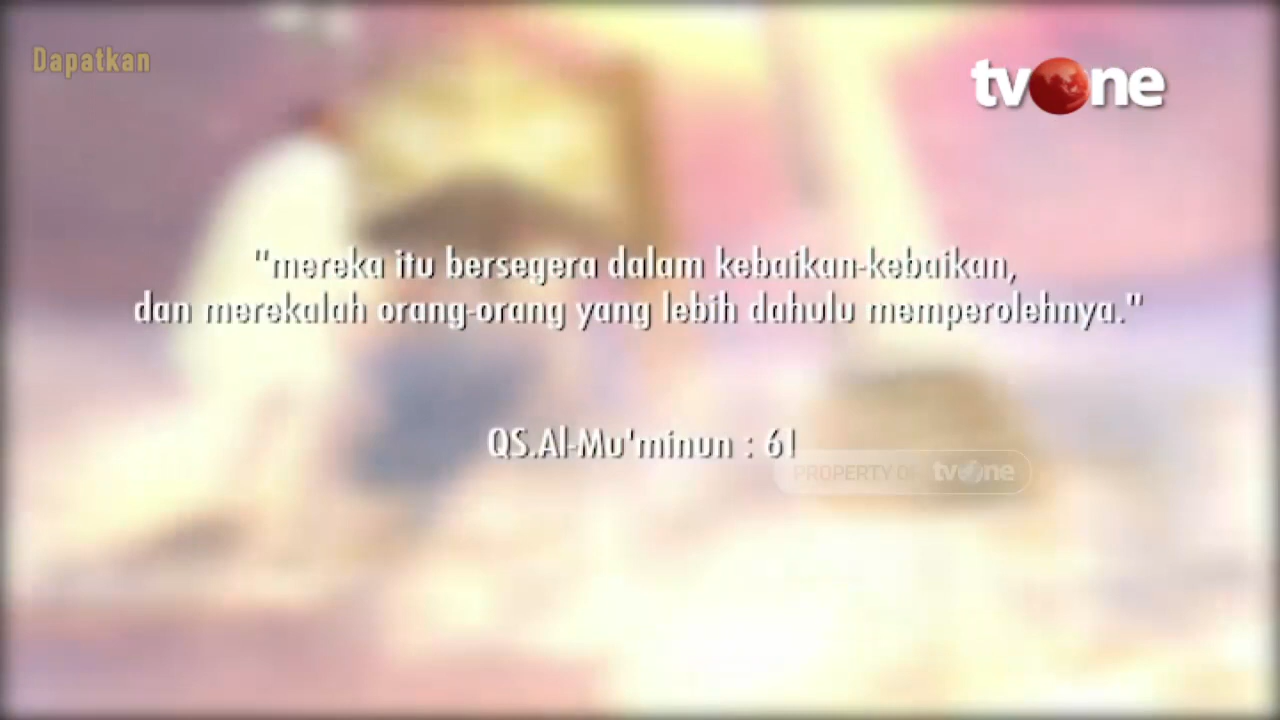 Dapatkan
tvOne
"mereka itu bersegera dalam kebaikan-kebaikan,
dan merekalah orang-orang yang lebih dahulu memperolehnya."
QS.Al-Mu'minun : 61
PROPERTY OF tvOne